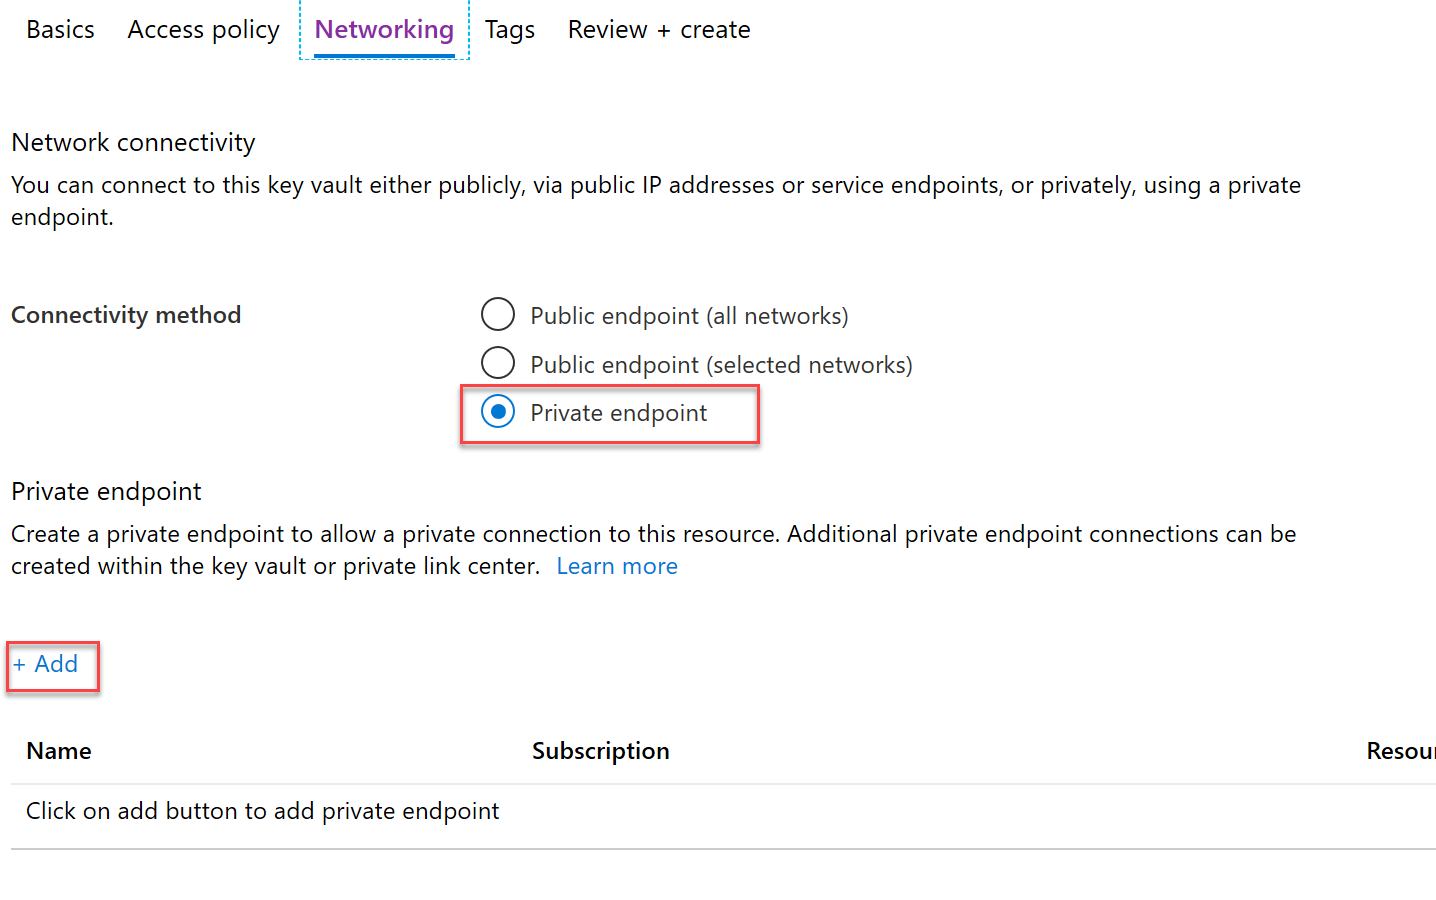 Basics Access policy Networking Tags Review + create
Network connectivity
You can connect to this key vault either publicly, via public IP addresses or service endpoints, or privately, using a private
endpoint.
Connectivity method
Public endpoint (all networks)
Public endpoint (selected networks)
Private endpoint
Private endpoint
Create a private endpoint to allow a private connection to this resource. Additional private endpoint connections can be
created within the key vault or private link center. Learn more
+ Add
Name Subscription Resou
Click on add button to add private endpoint